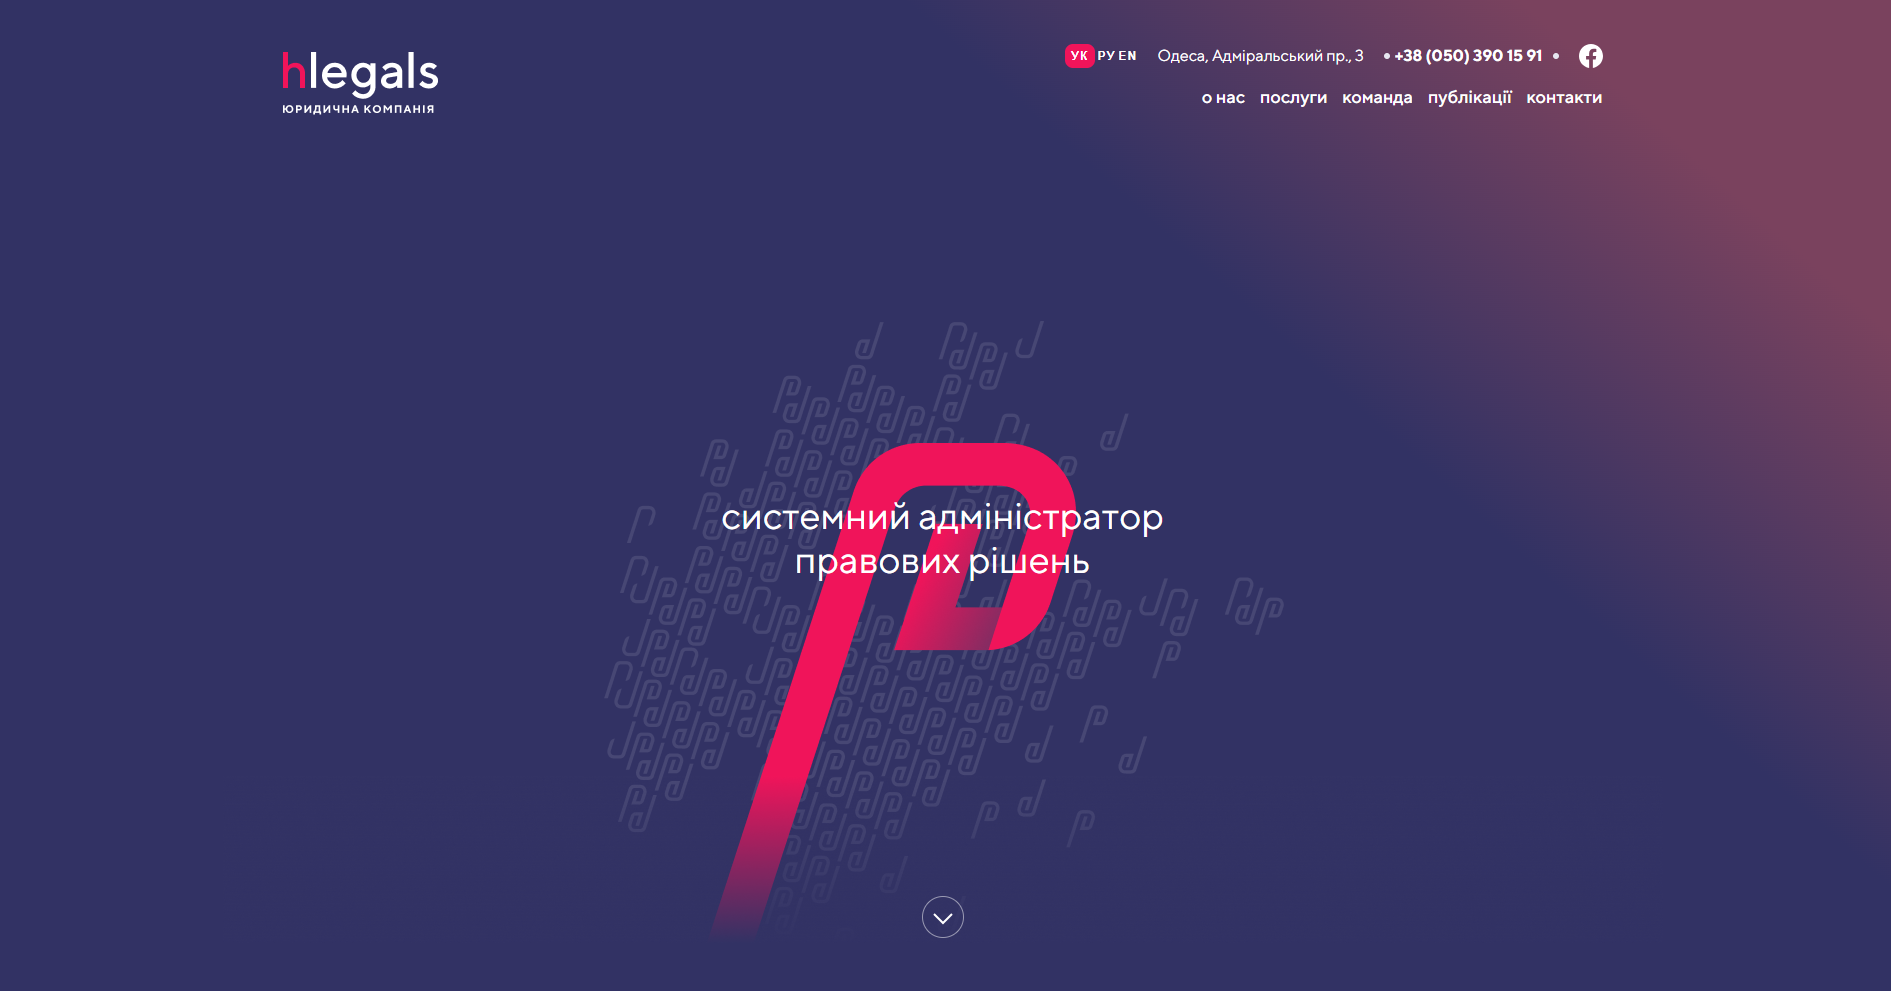 hlegals
ЮРИДИЧНА КОМПАНІЯ
УК РУ EN Одеса, Адміральський пр., 3 • +38 (050) 390 15 91 •
о нас послуги команда публікації контакти
системний адміністратор
правових рішень